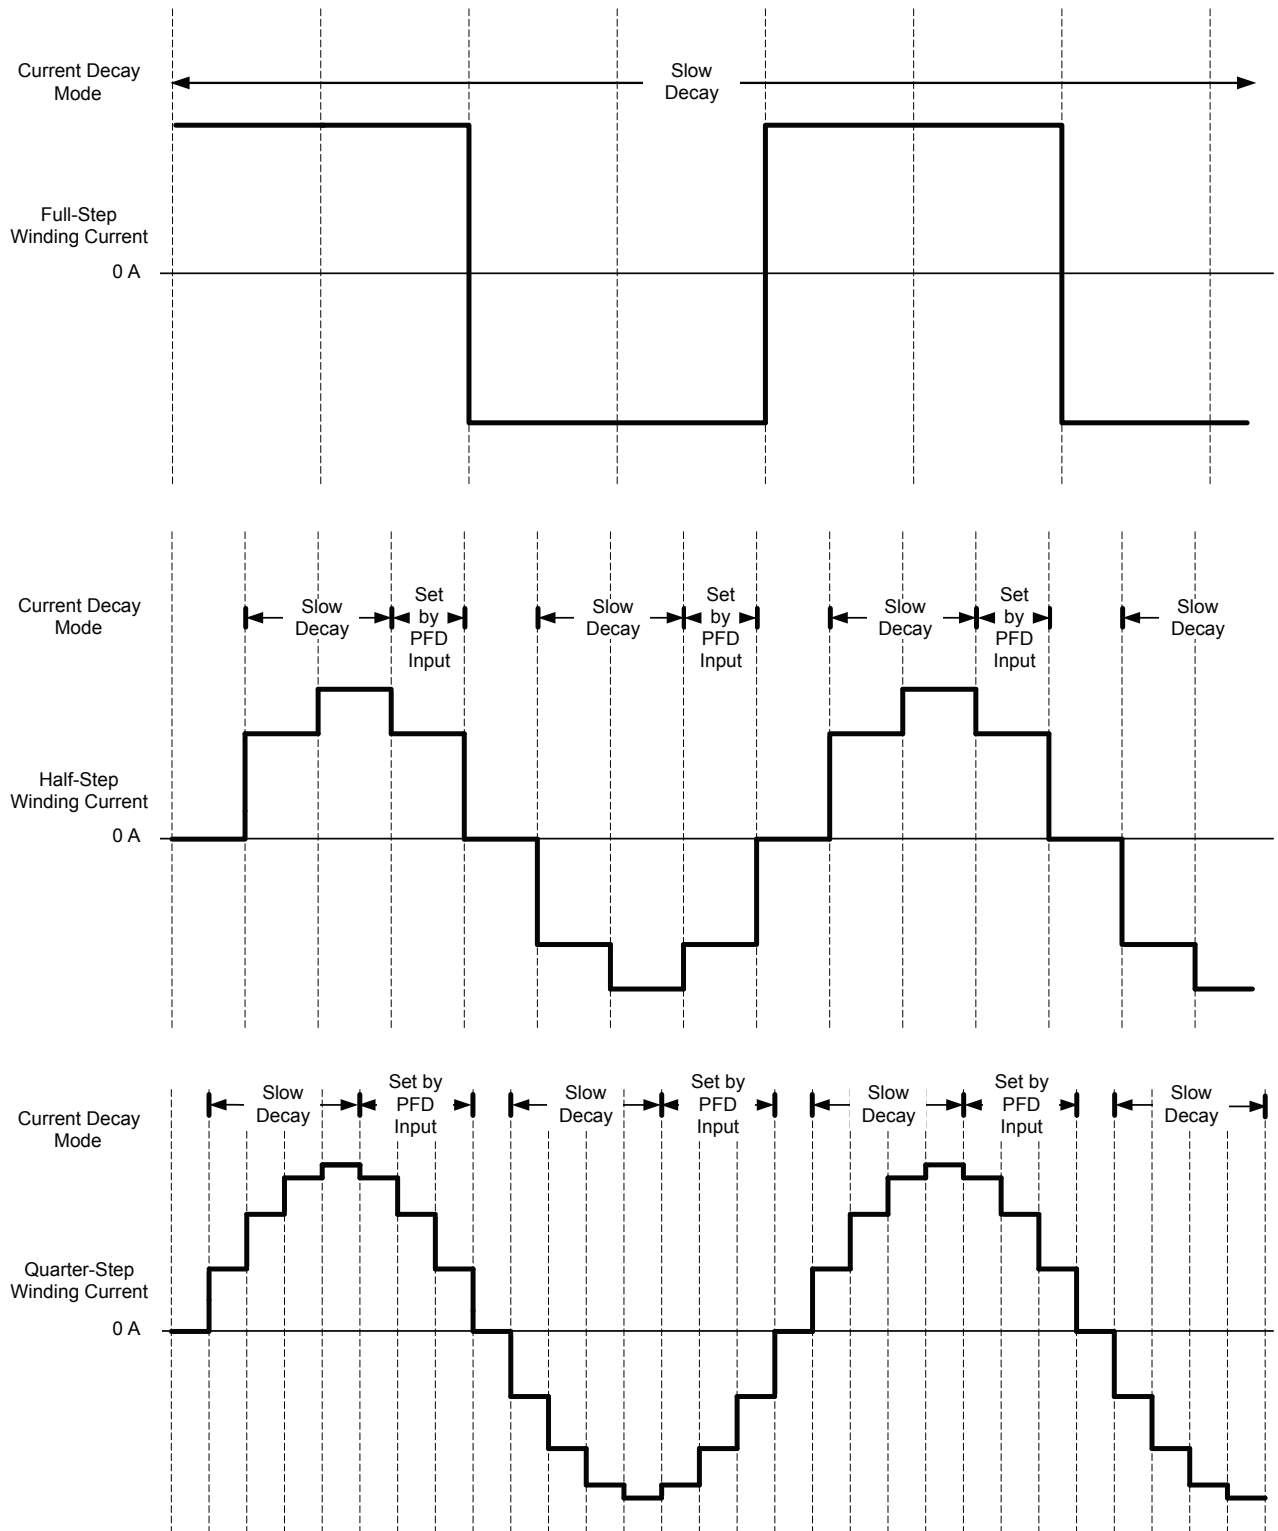 Current Decay
Mode
Slow
Decay
Full-Step
Winding Current
0 A
Current Decay
Mode
Slow
Decay
Set
by
PFD
Input
Slow
Decay
Set
by
PFD
Input
Slow
Decay
Set
by
PFD
Input
Slow
Decay
Half-Step
Winding Current
0 A
Current Decay
Mode
Slow
Decay
Set by
PFD
Input
Slow
Decay
Set by
PFD
Input
Slow
Decay
Set by
PFD
Input
Slow
Decay
Quarter-Step
Winding Current
0 A